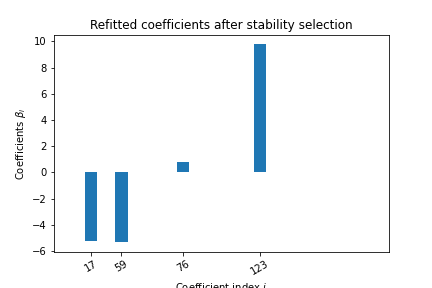 Refitted coefficients after stability selection
10
8
6
4
2
0
−2
−4
−6
Coefficients βᵢ
17 59 76 123
Coefficient index i